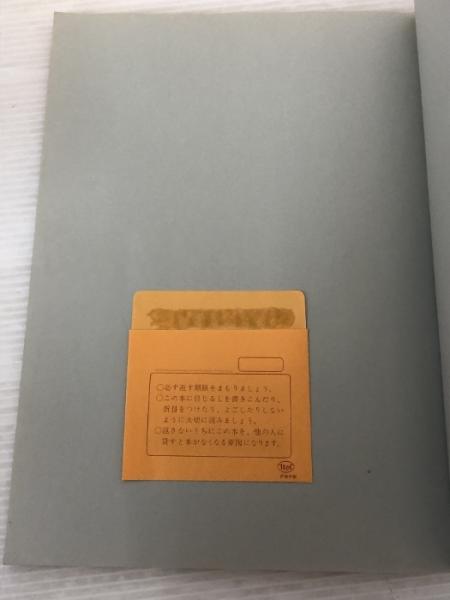 ○必ず返す期限をまもりましょう。
○この本に目じるしを書きこんだり、
折目をつけたり、よごしたりしない
ように大切に読みましょう。
○返さないうちにこの本を、他の人に
貸すと本がなくなる原因になります。